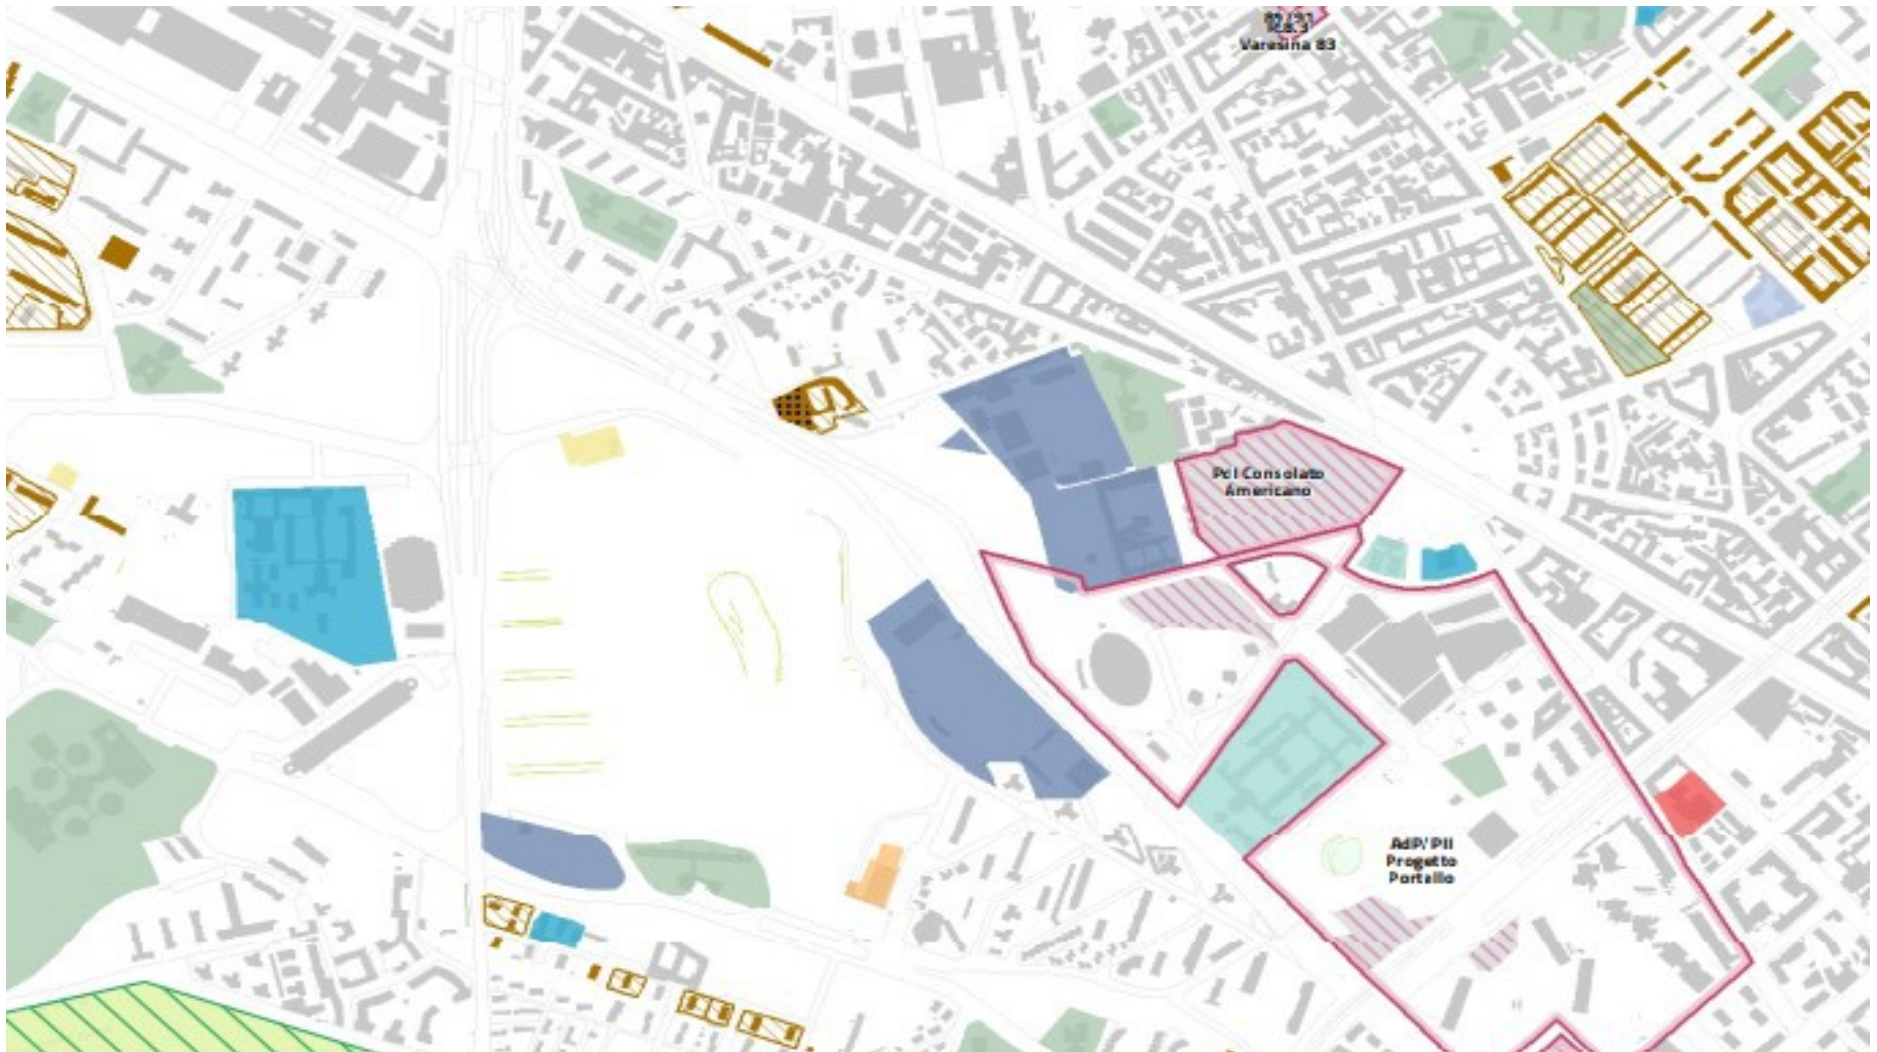 Varesina 83
PdI Consolato
Americano
AdP/ PII
Progetto
Portello